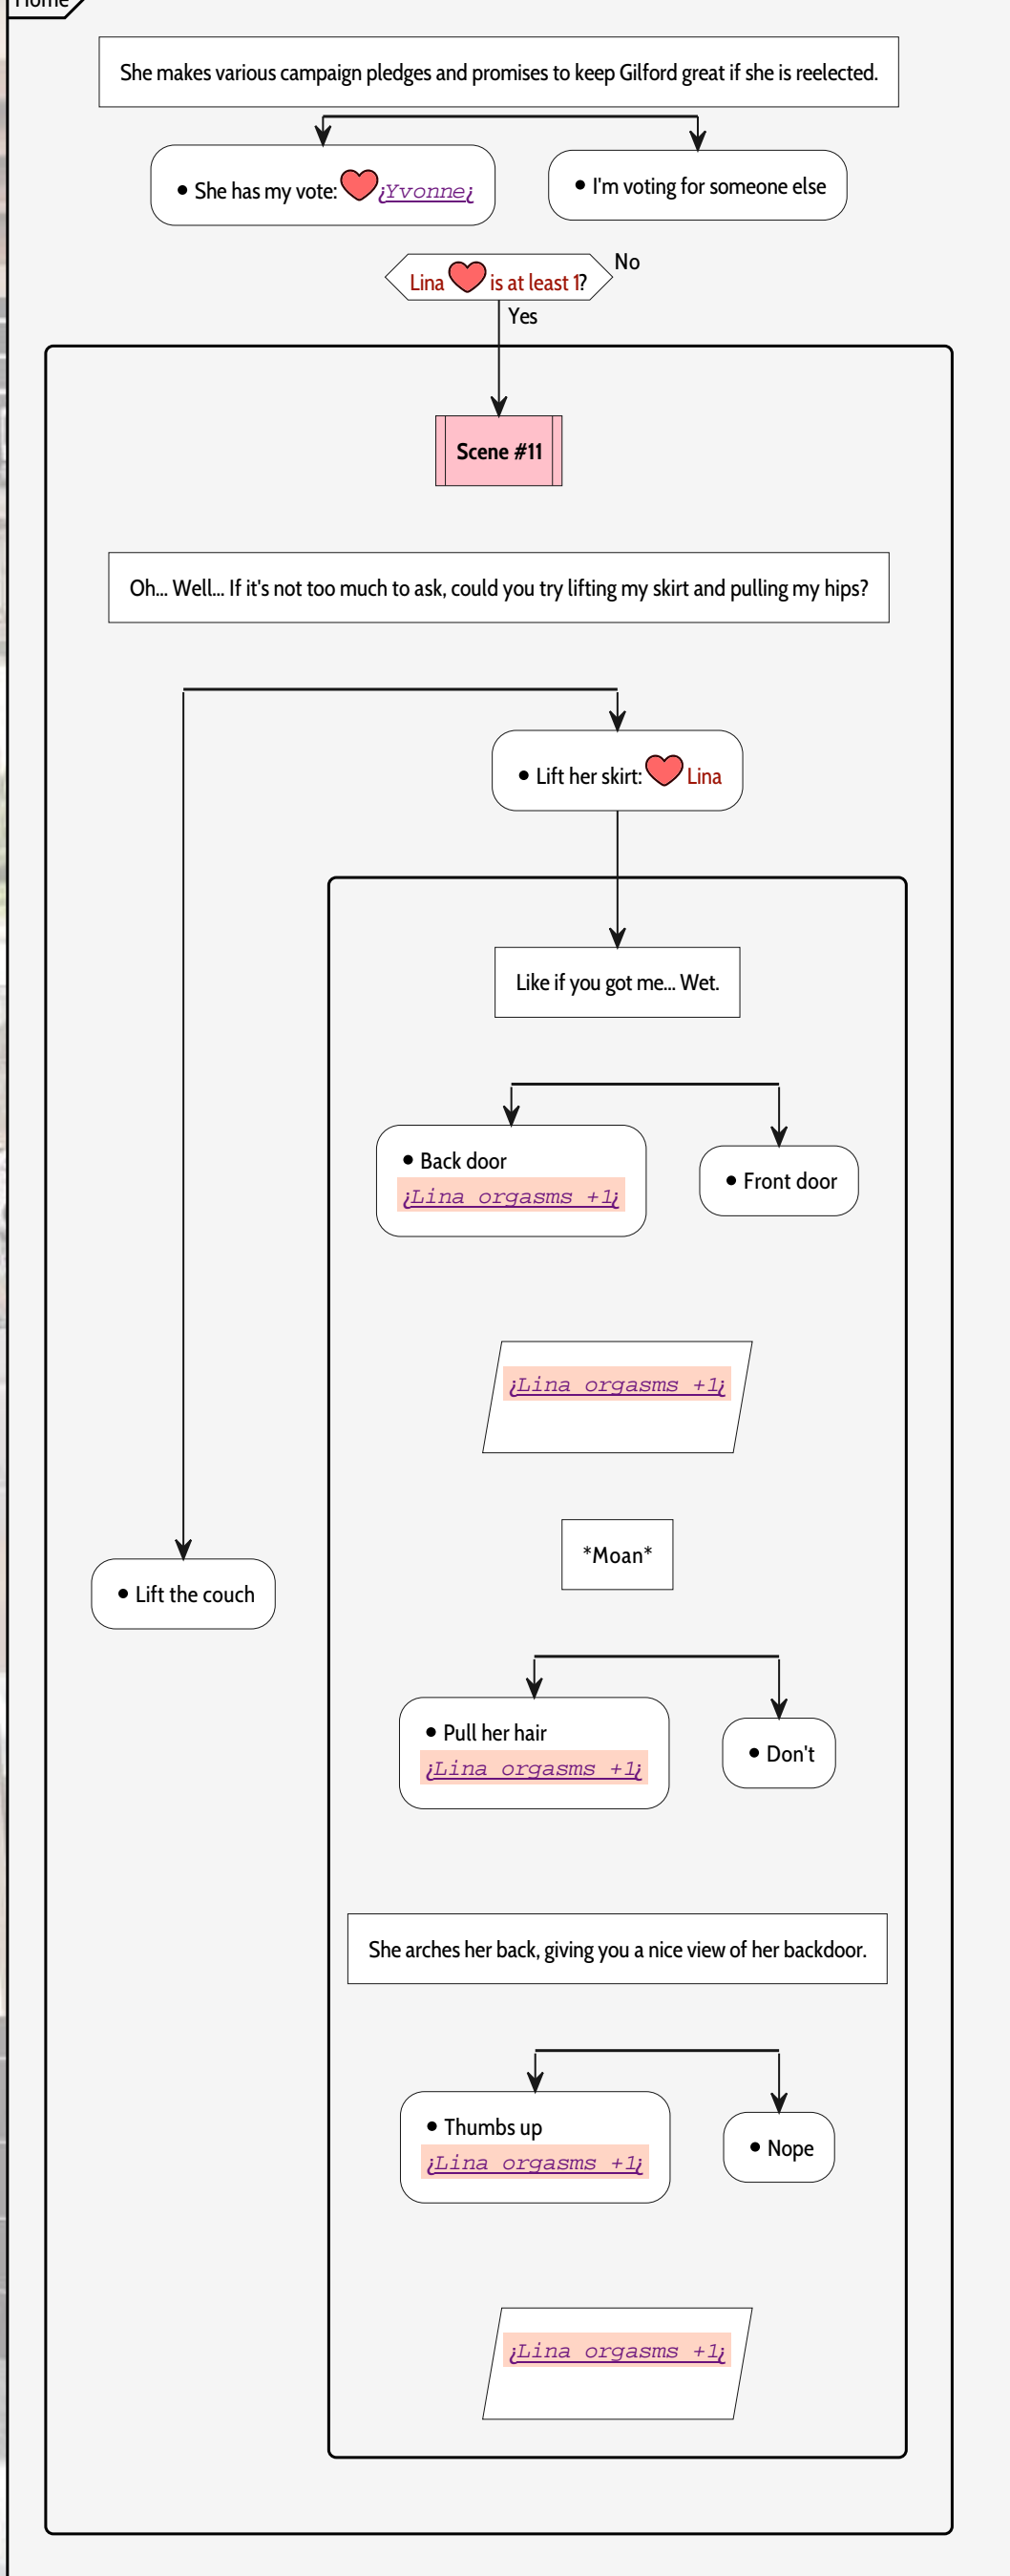 Home
She makes various campaign pledges and promises to keep Gilford great if she is reelected.
• She has my vote: ❤️¿Yvonne¿
• I'm voting for someone else
Lina ❤️ is at least 1?
No
Yes
Scene #11
Oh... Well... If it's not too much to ask, could you try lifting my skirt and pulling my hips?
• Lift her skirt: ❤️ Lina
Like if you got me... Wet.
• Back door
¿Lina orgasms +1¿
• Front door
¿Lina orgasms +1¿
*Moan*
• Lift the couch
• Pull her hair
¿Lina orgasms +1¿
• Don't
She arches her back, giving you a nice view of her backdoor.
• Thumbs up
¿Lina orgasms +1¿
• Nope
¿Lina orgasms +1¿